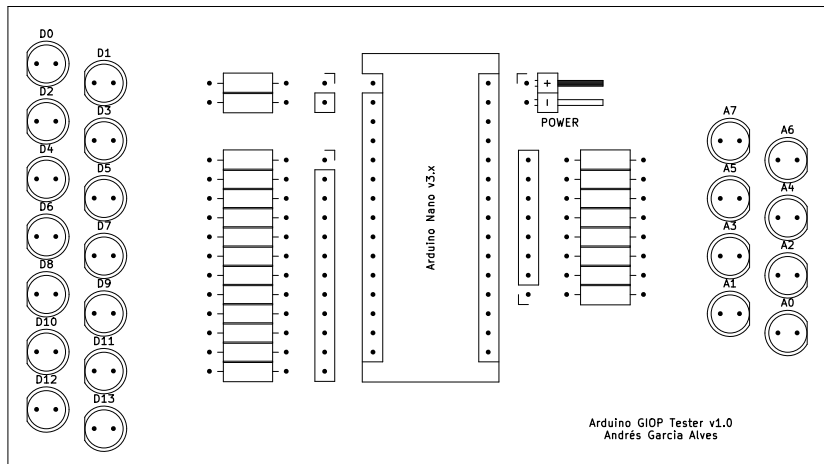 D0
D1
D2
D3
D4
D5
D6
D7
D8
D9
D10
D11
D12
D13
Arduino Nano v3.x
+
-
POWER
A7
A6
A5
A4
A3
A2
A1
A0
Arduino GIOP Tester v1.0
Andrés Garcia Alves